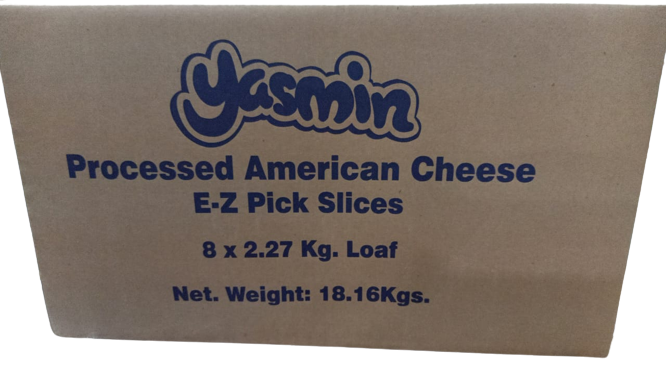 Yasmin
Processed American Cheese
E-Z Pick Slices
8 x 2.27 Kg. Loaf
Net. Weight: 18.16Kgs.